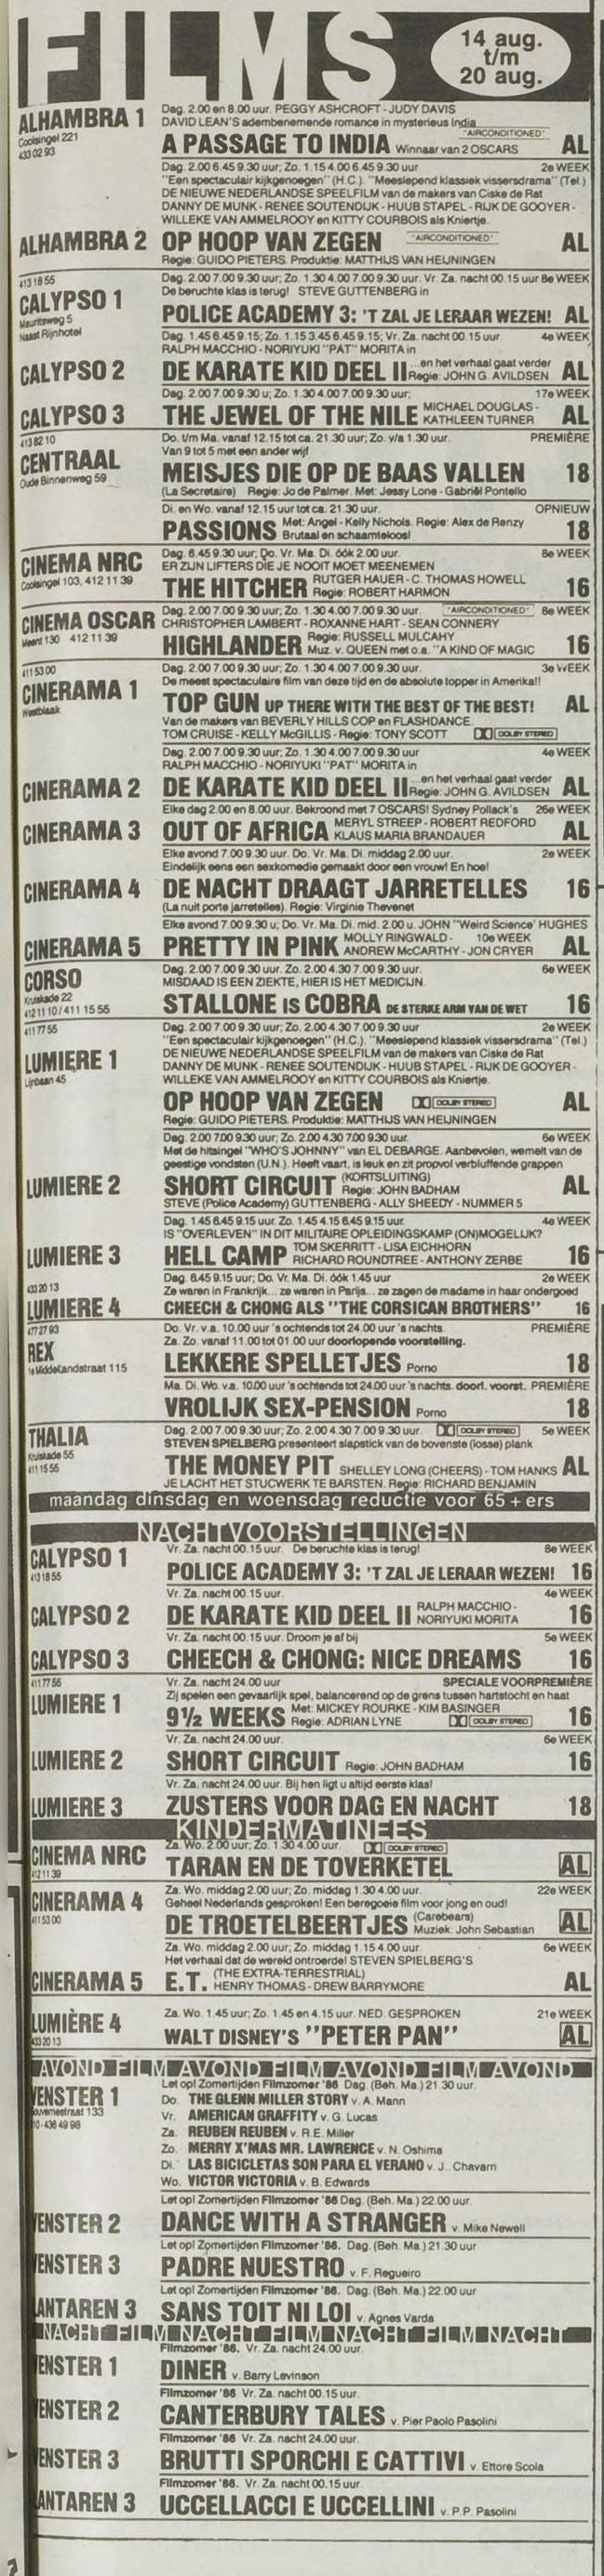 FILMS
14 aug.
t/m
20 aug.
ALHAMBRA 1
Coolsingel 221
433 02 93
Dag. 2.00 en 8.00 uur. PEGGY ASHCROFT - JUDY DAVIS
DAVID LEAN'S adembenemende romance in mysterieus India
"AIRCONDITIONED"
A PASSAGE TO INDIA Winnaar van 2 OSCARS AL
Dag. 2.00 6.45 9.30 uur; Zo. 1.15 4.00 6.45 9.30 uur 2e WEEK
"Een spectaculair kijkgenoegen" (H.C.). "Meeslepend klassiek vissersdrama" (Tel.)
DE NIEUWE NEDERLANDSE SPEELFILM van de makers van Ciske de Rat
DANNY DE MUNK - RENEE SOUTENDIJK - HUUB STAPEL - RIJK DE GOOYER -
WILLEKE VAN AMMELROOY en KITTY COURBOIS als Kniertje.
ALHAMBRA 2 OP HOOP VAN ZEGEN "AIRCONDITIONED" AL
Regie: GUIDO PIETERS. Produktie: MATTHIJS VAN HEIJNINGEN
413 18 55
CALYPSO 1
Mauritsweg 5
Naast Rijnhotel
Dag. 2.00 7.00 9.30 uur; Zo. 1.30 4.00 7.00 9.30 uur. Vr. Za. nacht 00.15 uur 8e WEEK
De beruchte klas is terug! STEVE GUTTENBERG in
POLICE ACADEMY 3: 'T ZAL JE LERAAR WEZEN! AL
Dag. 1.45 6.45 9.15; Zo. 1.15 3.45 6.45 9.15; Vr. Za. nacht 00.15 uur. 4e WEEK
RALPH MACCHIO - NORIYUKI "PAT" MORITA in
CALYPSO 2 DE KARATE KID DEEL II ...en het verhaal gaat verder Regie: JOHN G. AVILDSEN AL
Dag. 2.00 7.00 9.30 u; Zo. 1.30 4.00 7.00 9.30 uur; 17e WEEK
CALYPSO 3 THE JEWEL OF THE NILE MICHAEL DOUGLAS - KATHLEEN TURNER AL
413 82 10
CENTRAAL
Oude Binnenweg 59
Do. t/m Ma. vanaf 12.15 tot ca. 21.30 uur; Zo. v/a 1.30 uur. PREMIÈRE
Van 9 tot 5 met een ander wijf
MEISJES DIE OP DE BAAS VALLEN 18
(La Secretaire) Regie: Jo de Palmer. Met: Jessy Lone - Gabriël Pontello
Di. en Wo. vanaf 12.15 uur tot ca. 21.30 uur. OPNIEUW
PASSIONS Met: Angel - Kelly Nichols. Regie: Alex de Renzy Brutaal en schaamteloos! 18
CINEMA NRC
Coolsingel 103, 412 11 39
Dag. 6.45 9.30 uur; Do. Vr. Ma. Di. óók 2.00 uur. 8e WEEK
ER ZIJN LIFTERS DIE JE NOOIT MOET MEENEMEN
THE HITCHER RUTGER HAUER - C. THOMAS HOWELL Regie: ROBERT HARMON 16
CINEMA OSCAR
Meent 130 412 11 39
Dag. 2.00 7.00 9.30 uur; Zo. 1.30 4.00 7.00 9.30 uur. "AIRCONDITIONED" 8e WEEK
CHRISTOPHER LAMBERT - ROXANNE HART - SEAN CONNERY
HIGHLANDER Regie: RUSSELL MULCAHY Muz. v. QUEEN met o.a. "A KIND OF MAGIC 16
411 53 00
CINERAMA 1
Westblaak
Dag. 2.00 7.00 9.30 uur; Zo. 1.30 4.00 7.00 9.30 uur. 3e WEEK
De meest spectaculaire film van deze tijd en de absolute topper in Amerika!!
TOP GUN UP THERE WITH THE BEST OF THE BEST! AL
Van de makers van BEVERLY HILLS COP en FLASHDANCE.
TOM CRUISE - KELLY McGILLIS - Regie: TONY SCOTT DOLBY STEREO
Dag. 2.00 7.00 9.30 uur; Zo. 1.30 4.00 7.00 9.30 uur 4e WEEK
RALPH MACCHIO - NORIYUKI "PAT" MORITA in
CINERAMA 2 DE KARATE KID DEEL II ...en het verhaal gaat verder Regie: JOHN G. AVILDSEN AL
Elke dag 2.00 en 8.00 uur. Bekroond met 7 OSCARS! Sydney Pollack's 26e WEEK
CINERAMA 3 OUT OF AFRICA MERYL STREEP - ROBERT REDFORD KLAUS MARIA BRANDAUER AL
Elke avond 7.00 9.30 uur. Do. Vr. Ma. Di. middag 2.00 uur. 2e WEEK
Eindelijk eens een sexkomedie gemaakt door een vrouw! En hoe!
CINERAMA 4 DE NACHT DRAAGT JARRETELLES 16
(La nuit porte jarretelles). Regie: Virginie Thevenet
Elke avond 7.00 9.30 u; Do. Vr. Ma. Di. mid. 2.00 u. JOHN "Weird Science" HUGHES
CINERAMA 5 PRETTY IN PINK MOLLY RINGWALD - 10e WEEK ANDREW McCARTHY - JON CRYER AL
CORSO
Kruiskade 22
412 11 10 / 411 15 55
Dag. 2.00 7.00 9.30 uur. Zo. 2.00 4.30 7.00 9.30 uur. 6e WEEK
MISDAAD IS EEN ZIEKTE, HIER IS HET MEDICIJN.
STALLONE IS COBRA DE STERKE ARM VAN DE WET 16
411 77 55
LUMIERE 1
Lijnbaan 45
Dag. 2.00 7.00 9.30 uur; Zo. 2.00 4.30 7.00 9.30 uur 2e WEEK
"Een spectaculair kijkgenoegen" (H.C.). "Meeslepend klassiek vissersdrama" (Tel.)
DE NIEUWE NEDERLANDSE SPEELFILM van de makers van Ciske de Rat
DANNY DE MUNK - RENEE SOUTENDIJK - HUUB STAPEL - RIJK DE GOOYER -
WILLEKE VAN AMMELROOY en KITTY COURBOIS als Kniertje.
OP HOOP VAN ZEGEN DOLBY STEREO AL
Regie: GUIDO PIETERS. Produktie: MATTHIJS VAN HEIJNINGEN
Dag. 2.00 7.00 9.30 uur; Zo. 2.00 4.30 7.00 9.30 uur. 6e WEEK
Met de hitsingel "WHO'S JOHNNY" van EL DEBARGE. Aanbevolen, wemelt van de
geestige vondsten (U.N.). Heeft vaart, is leuk en zit propvol verbluffende grappen
LUMIERE 2 SHORT CIRCUIT (KORTSLUITING) Regie: JOHN BADHAM AL
STEVE (Police Academy) GUTTENBERG - ALLY SHEEDY - NUMMER 5
Dag. 1.45 6.45 9.15 uur. Zo. 1.45 4.15 6.45 9.15 uur. 4e WEEK
IS "OVERLEVEN" IN DIT MILITAIRE OPLEIDINGSKAMP (ON)MOGELIJK?
LUMIERE 3 HELL CAMP TOM SKERRITT - LISA EICHHORN RICHARD ROUNDTREE - ANTHONY ZERBE 16
433 20 13
Dag. 6.45 9.15 uur; Do. Vr. Ma. Di. óók 1.45 uur 2e WEEK
Ze waren in Frankrijk... ze waren in Parijs... ze zagen de madame in haar ondergoed
LUMIERE 4 CHEECH & CHONG ALS "THE CORSICAN BROTHERS" 16
477 27 93
REX
1e Middellandstraat 115
Do. Vr. v.a. 10.00 uur 's ochtends tot 24.00 uur 's nachts. PREMIÈRE
Za. Zo. vanaf 11.00 tot 01.00 uur doorlopende voorstelling.
LEKKERE SPELLETJES Porno 18
Ma. Di. Wo. v.a. 10.00 uur 's ochtends tot 24.00 uur 's nachts. doorl. voorst. PREMIÈRE
VROLIJK SEX-PENSION Porno 18
THALIA
Kruiskade 55
411 15 55
Dag. 2.00 7.00 9.30 uur; Zo. 2.00 4.30 7.00 9.30 uur. DOLBY STEREO 5e WEEK
STEVEN SPIELBERG presenteert slapstick van de bovenste (losse) plank
THE MONEY PIT SHELLEY LONG (CHEERS) - TOM HANKS AL
JE LACHT HET STUCWERK TE BARSTEN. Regie: RICHARD BENJAMIN
maandag dinsdag en woensdag reductie voor 65 + ers
NACHTVOORSTELLINGEN
CALYPSO 1
413 18 55
Vr. Za. nacht 00.15 uur. De beruchte klas is terug! 8e WEEK
POLICE ACADEMY 3: 'T ZAL JE LERAAR WEZEN! 16
Vr. Za. nacht 00.15 uur. 4e WEEK
CALYPSO 2 DE KARATE KID DEEL II RALPH MACCHIO - NORIYUKI MORITA 16
Vr. Za. nacht 00.15 uur. Droom je af bij 5e WEEK
CALYPSO 3 CHEECH & CHONG: NICE DREAMS 16
411 77 55
LUMIERE 1
Vr. Za. nacht 24.00 uur SPECIALE VOORPREMIÈRE
Zij spelen een gevaarlijk spel, balancerend op de grens tussen hartstocht en haat
9½ WEEKS Met: MICKEY ROURKE - KIM BASINGER Regie: ADRIAN LYNE DOLBY STEREO 16
Vr. Za. nacht 24.00 uur. 6e WEEK
LUMIERE 2 SHORT CIRCUIT Regie: JOHN BADHAM 16
Vr. Za. nacht 24.00 uur. Bij hen ligt u altijd eerste klas!
LUMIERE 3 ZUSTERS VOOR DAG EN NACHT 18
KINDERMATINEES
CINEMA NRC
412 11 39
Za. Wo. 2.00 uur; Zo. 1.30 4.00 uur. DOLBY STEREO
TARAN EN DE TOVERKETEL AL
CINERAMA 4
411 53 00
Za. Wo. middag 2.00 uur; Zo. middag 1.30 4.00 uur. 22e WEEK
Geheel Nederlands gesproken! Een beregoeie film voor jong en oud!
DE TROETELBEERTJES (Carebears) Muziek: John Sebastian AL
Za. Wo. middag 2.00 uur; Zo. middag 1.15 4.00 uur. 6e WEEK
Het verhaal dat de wereld ontroerde! STEVEN SPIELBERG'S
CINERAMA 5 E.T. (THE EXTRA-TERRESTRIAL) HENRY THOMAS - DREW BARRYMORE AL
LUMIÈRE 4
433 20 13
Za. Wo. 1.45 uur; Zo. 1.45 en 4.15 uur. NED. GESPROKEN 21e WEEK
WALT DISNEY'S "PETER PAN" AL
AVOND FILM AVOND FILM AVOND FILM AVOND
ENSTER 1
ouvernestraat 133
10-436 49 98
Let op! Zomertijden Filmzomer '86 Dag. (Beh. Ma.) 21.30 uur.
Do. THE GLENN MILLER STORY v. A. Mann
Vr. AMERICAN GRAFFITY v. G. Lucas
Za. REUBEN REUBEN v. R.E. Miller
Zo. MERRY X'MAS MR. LAWRENCE v. N. Oshima
Di. LAS BICICLETAS SON PARA EL VERANO v. J. Chavarri
Wo. VICTOR VICTORIA v. B. Edwards
Let op! Zomertijden Filmzomer '86 Dag. (Beh. Ma.) 22.00 uur.
ENSTER 2 DANCE WITH A STRANGER v. Mike Newell
Let op! Zomertijden Filmzomer '86. Dag. (Beh. Ma.) 21.30 uur
ENSTER 3 PADRE NUESTRO v. F. Regueiro
Let op! Zomertijden Filmzomer '86. Dag. (Beh. Ma.) 22.00 uur
ANTAREN 3 SANS TOIT NI LOI v. Agnes Varda
NACHT FILM NACHT FILM NACHT FILM NACHT
Filmzomer '86. Vr. Za. nacht 24.00 uur.
ENSTER 1 DINER v. Barry Levinson
Filmzomer '86 Vr. Za. nacht 00.15 uur.
ENSTER 2 CANTERBURY TALES v. Pier Paolo Pasolini
Filmzomer '86 Vr. Za. nacht 24.00 uur.
ENSTER 3 BRUTTI SPORCHI E CATTIVI v. Ettore Scola
Filmzomer '86. Vr. Za. nacht 00.15 uur
ANTAREN 3 UCCELLACCI E UCCELLINI v. P.P. Pasolini